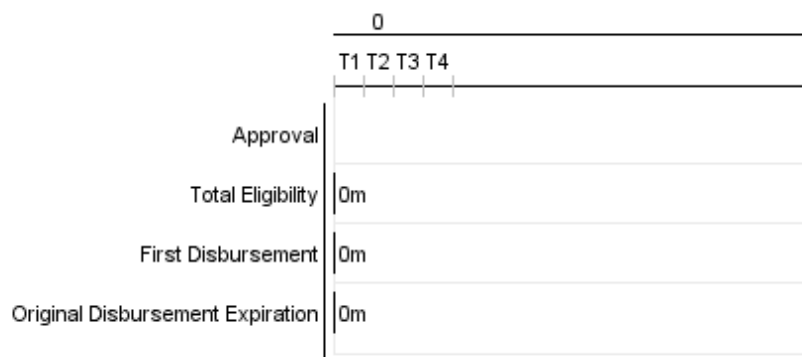 0
T1 T2 T3 T4
Approval
Total Eligibility 0m
First Disbursement 0m
Original Disbursement Expiration 0m